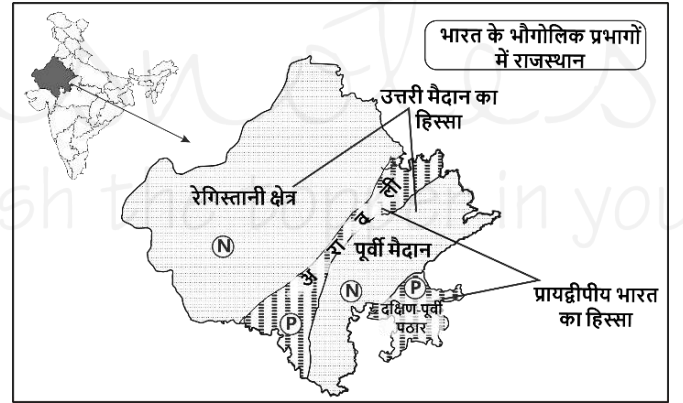 भारत के भौगोलिक प्रभागों
में राजस्थान
उत्तरी मैदान का
हिस्सा
रेगिस्तानी क्षेत्र
अ रा व ली
N
पूर्वी मैदान
N
P
P
दक्षिण-पूर्वी
पठार
प्रायद्वीपीय भारत
का हिस्सा